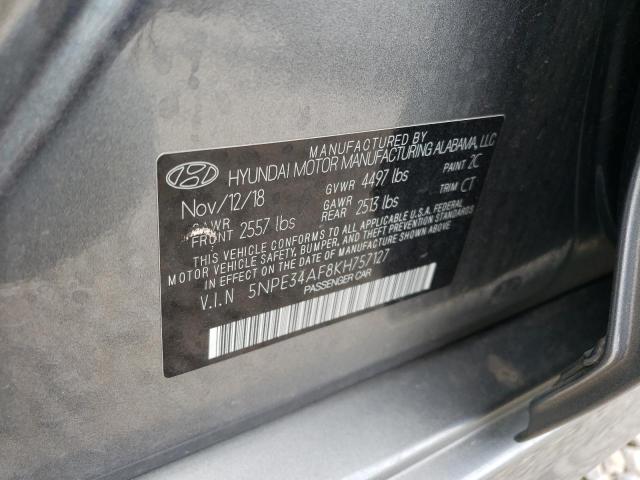 MANUFACTURED BY
HYUNDAI MOTOR MANUFACTURING ALABAMA, LLC
Nov/12/18 GVWR 4497 lbs PAINT 2C
GAWR FRONT 2557 lbs GAWR REAR 2513 lbs TRIM CT
THIS VEHICLE CONFORMS TO ALL APPLICABLE U.S.A. FEDERAL
MOTOR VEHICLE SAFETY, BUMPER, AND THEFT PREVENTION STANDARDS
IN EFFECT ON THE DATE OF MANUFACTURE SHOWN ABOVE.
V.I.N 5NPE34AF8KH757127
PASSENGER CAR